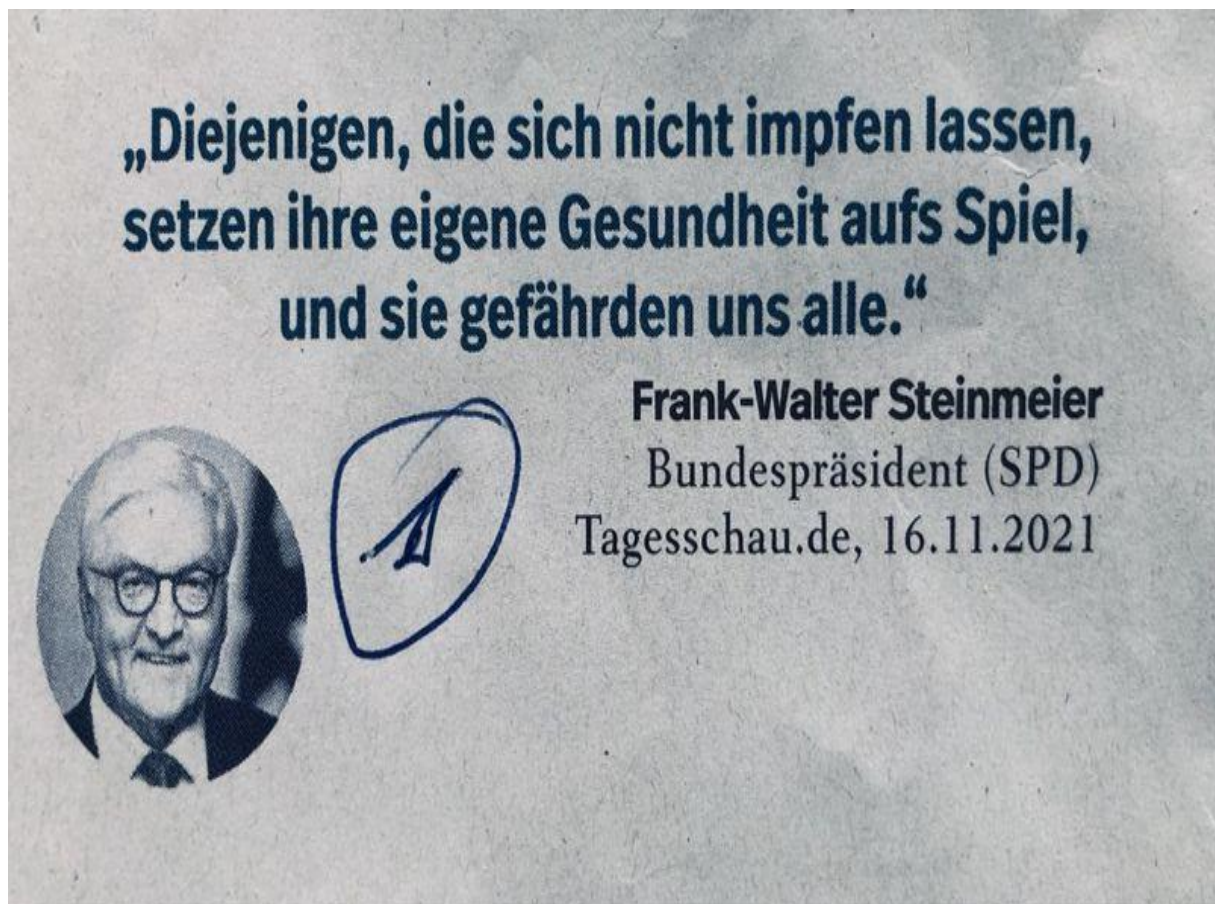 „Diejenigen, die sich nicht impfen lassen,
setzen ihre eigene Gesundheit aufs Spiel,
und sie gefährden uns alle.“
Frank-Walter Steinmeier
Bundespräsident (SPD)
Tagesschau.de, 16.11.2021
1